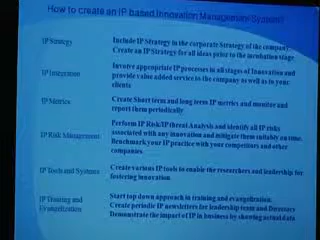 How to create an IP based Innovation Management System?
IP Strategy
Include IP Strategy in the corporate Strategy of the company.
Create an IP Strategy for all ideas prior to the incubation stage
IP Integration
Involve appropriate IP processes in all stages of Innovation and
provide value added service to the company as well as to your
clients
IP Metrics
Create Short term and long term IP metrics and monitor and
report them periodically
IP Risk Management
Perform IP Risk/IP threat Analysis and identify all IP risks
associated with any innovation and mitigate them suitably on time.
Benchmark your IP practice with your competitors and other
companies.
IP Tools and Systems
Create various IP tools to enable the researchers and leadership for
fostering innovation
IP Training and
Evangelization
Start top down approach to training and evangelization.
Create periodic IP newsletters for leadership team and Directors
Demonstrate the impact of IP in business by showing actual data